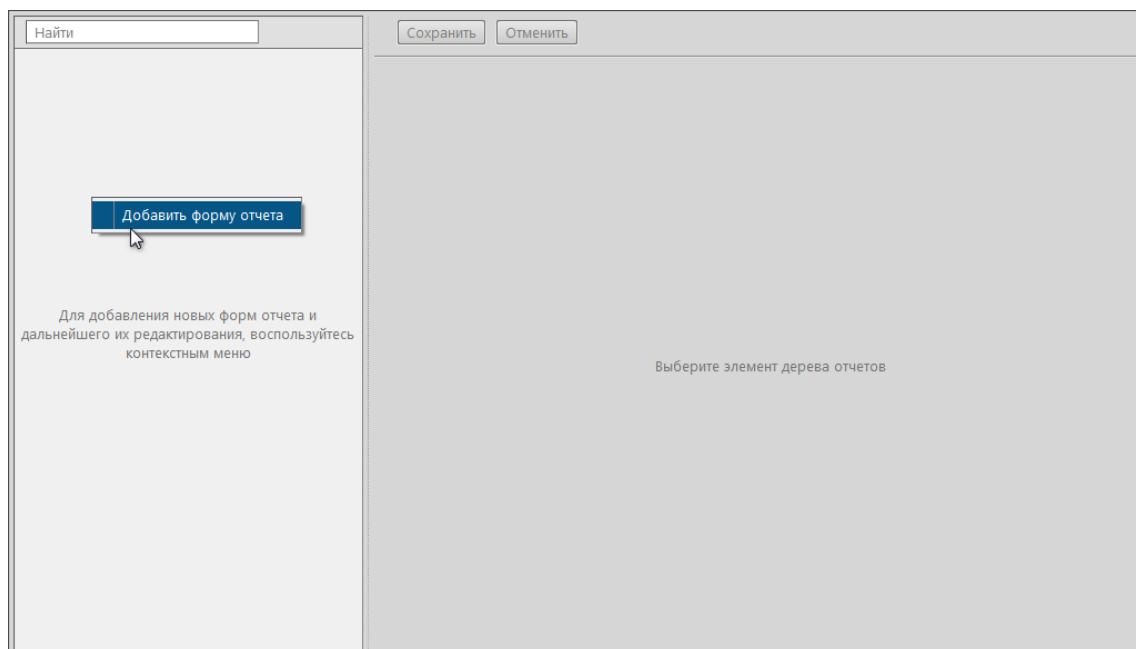 Найти
Сохранить Отменить
Добавить форму отчета
Для добавления новых форм отчета и
дальнейшего их редактирования, воспользуйтесь
контекстным меню
Выберите элемент дерева отчетов